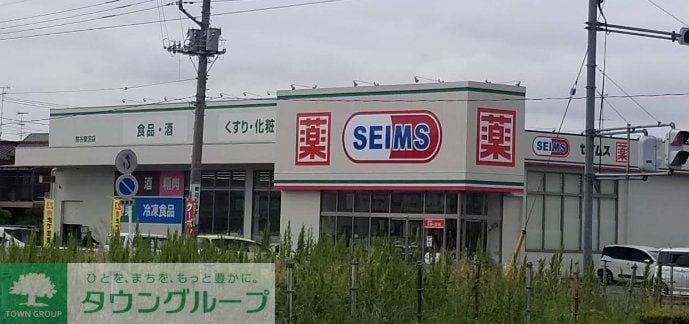 食品・酒
くすり・化粧
薬 SEIMS 薬
SEIMS セイムス 薬
酒 精肉
冷凍食品
ひとを、まちを、もっと豊かに。
タウングループ
TOWN GROUP